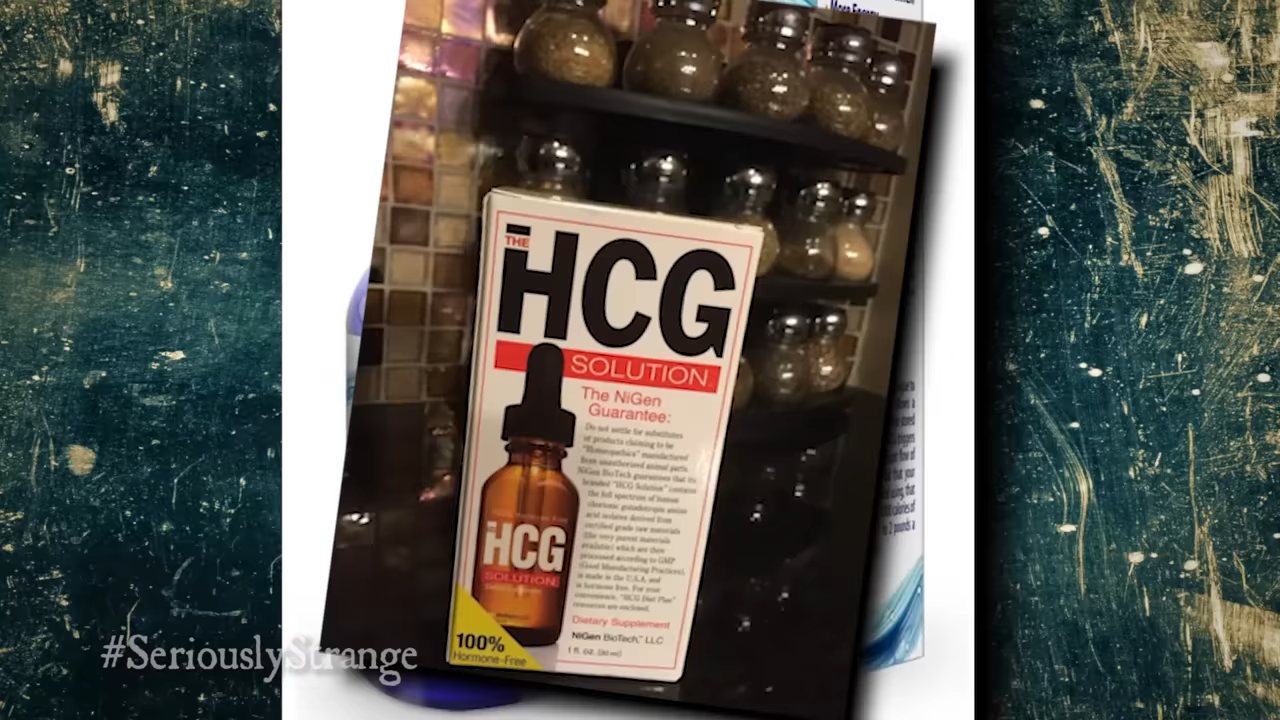 More Energy
THE
HCG
SOLUTION
The NiGen
Guarantee:
Do not settle for substitutes
or products claiming to be
"Homeopathics" manufactured
from unauthorized animal parts.
NiGen BioTech guarantees that its
branded "HCG Solution" contains
the full spectrum of human
chorionic gonadotropin amino
acid isolates derived from
certified grade raw materials
(the very purest materials
available) which are then
processed according to GMP
(Good Manufacturing Practices),
is made in the U.S.A. and
is hormone free. For your
convenience, "HCG Diet Plan"
resources are enclosed.
HCG
SOLUTION
Dietary Supplement
NiGen BioTech, LLC
1 fl. oz. (30 ml)
100%
Hormone-Free
#SeriouslyStrange